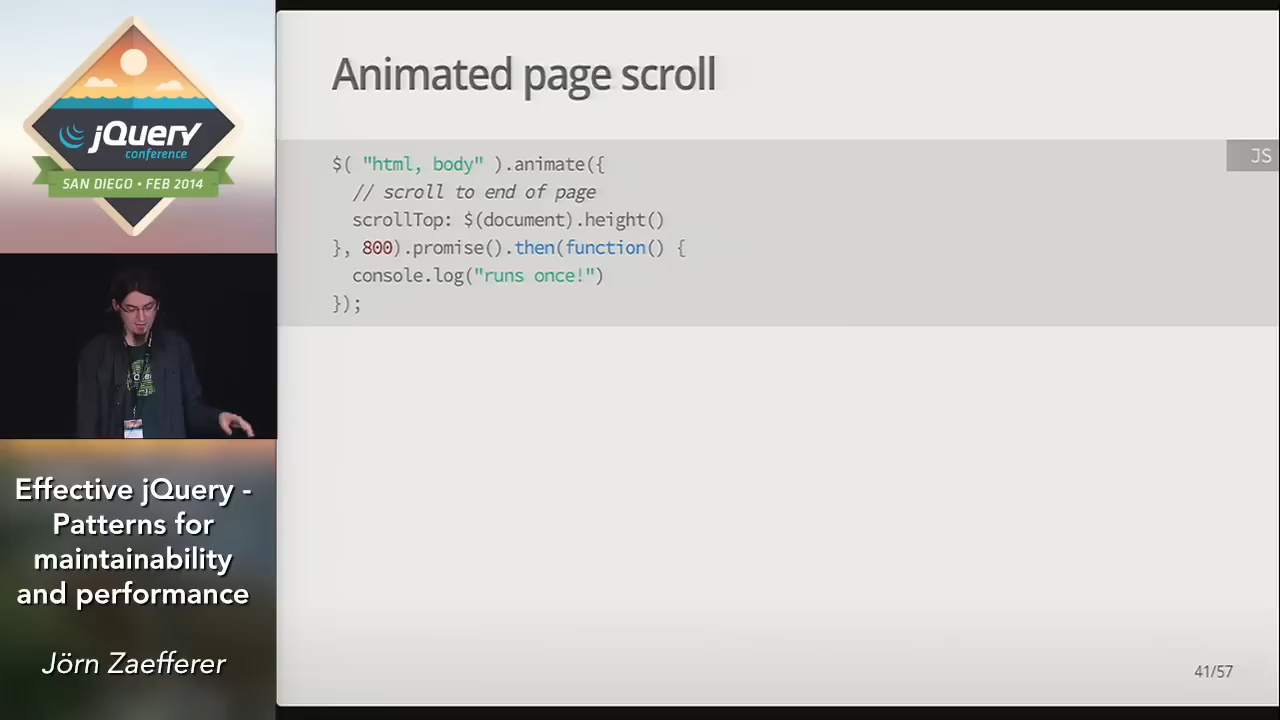 jQuery
conference
SAN DIEGO • FEB 2014
Effective jQuery -
Patterns for
maintainability
and performance
Jörn Zaefferer
Animated page scroll
JS
$( "html, body" ).animate({
  // scroll to end of page
  scrollTop: $(document).height()
}, 800).promise().then(function() {
  console.log("runs once!")
});
41/57